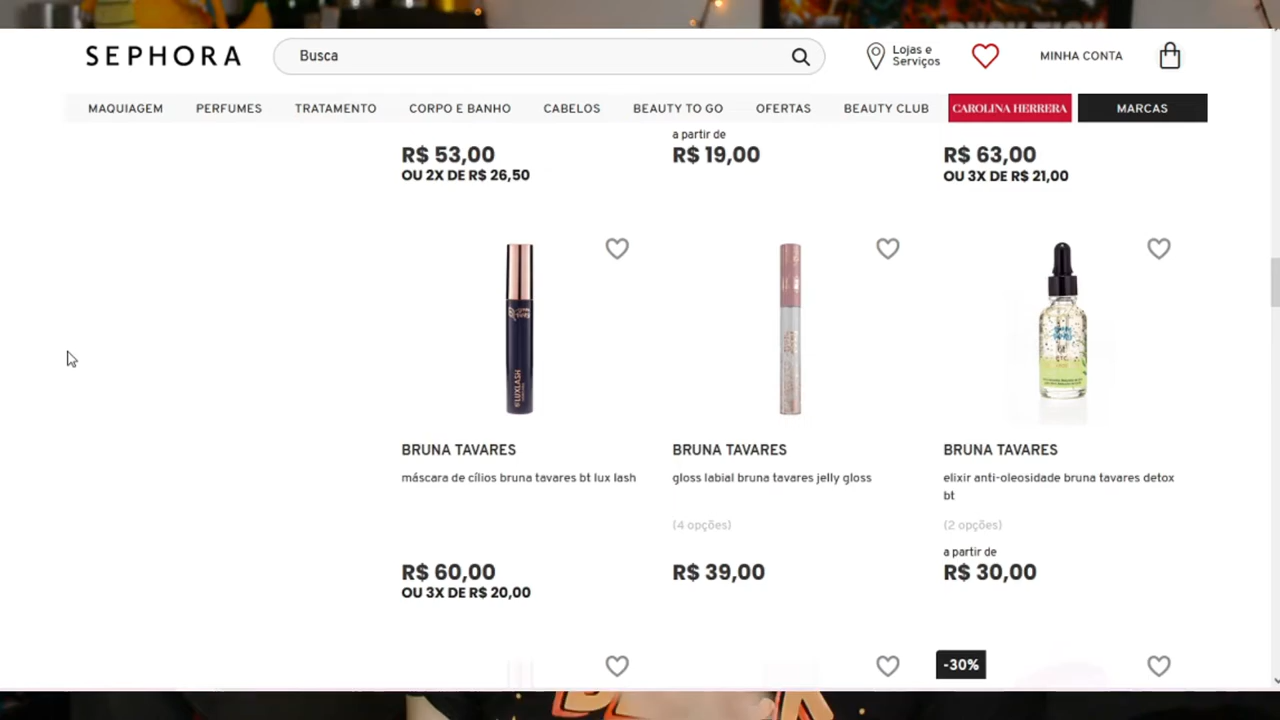 SEPHORA
Busca
Lojas e
Serviços
MINHA CONTA
MAQUIAGEM PERFUMES TRATAMENTO CORPO E BANHO CABELOS BEAUTY TO GO OFERTAS BEAUTY CLUB CAROLINA HERRERA MARCAS
a partir de
R$ 53,00 R$ 19,00 R$ 63,00
OU 2X DE R$ 26,50 OU 3X DE R$ 21,00
LUXLASH
BRUNA TAVARES BRUNA TAVARES BRUNA TAVARES
máscara de cílios bruna tavares bt lux lash gloss labial bruna tavares jelly gloss elixir anti-oleosidade bruna tavares detox
bt
(4 opções) (2 opções)
a partir de
R$ 60,00 R$ 39,00 R$ 30,00
OU 3X DE R$ 20,00
-30%